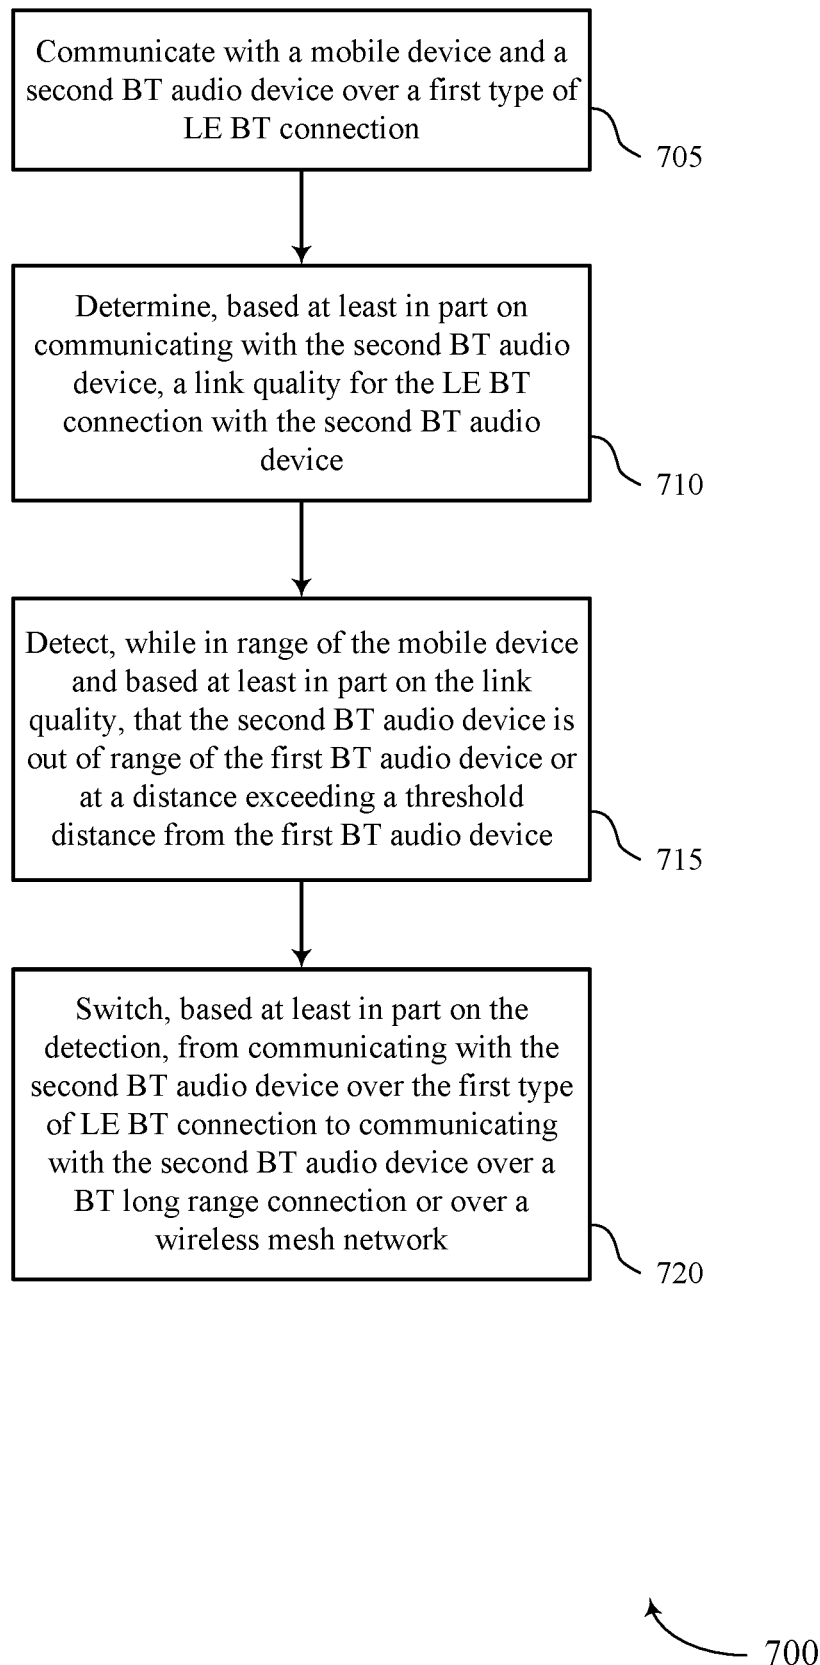 Communicate with a mobile device and a
second BT audio device over a first type of
LE BT connection
705
Determine, based at least in part on
communicating with the second BT audio
device, a link quality for the LE BT
connection with the second BT audio
device
710
Detect, while in range of the mobile device
and based at least in part on the link
quality, that the second BT audio device is
out of range of the first BT audio device or
at a distance exceeding a threshold
distance from the first BT audio device
715
Switch, based at least in part on the
detection, from communicating with the
second BT audio device over the first type
of LE BT connection to communicating
with the second BT audio device over a
BT long range connection or over a
wireless mesh network
720
700